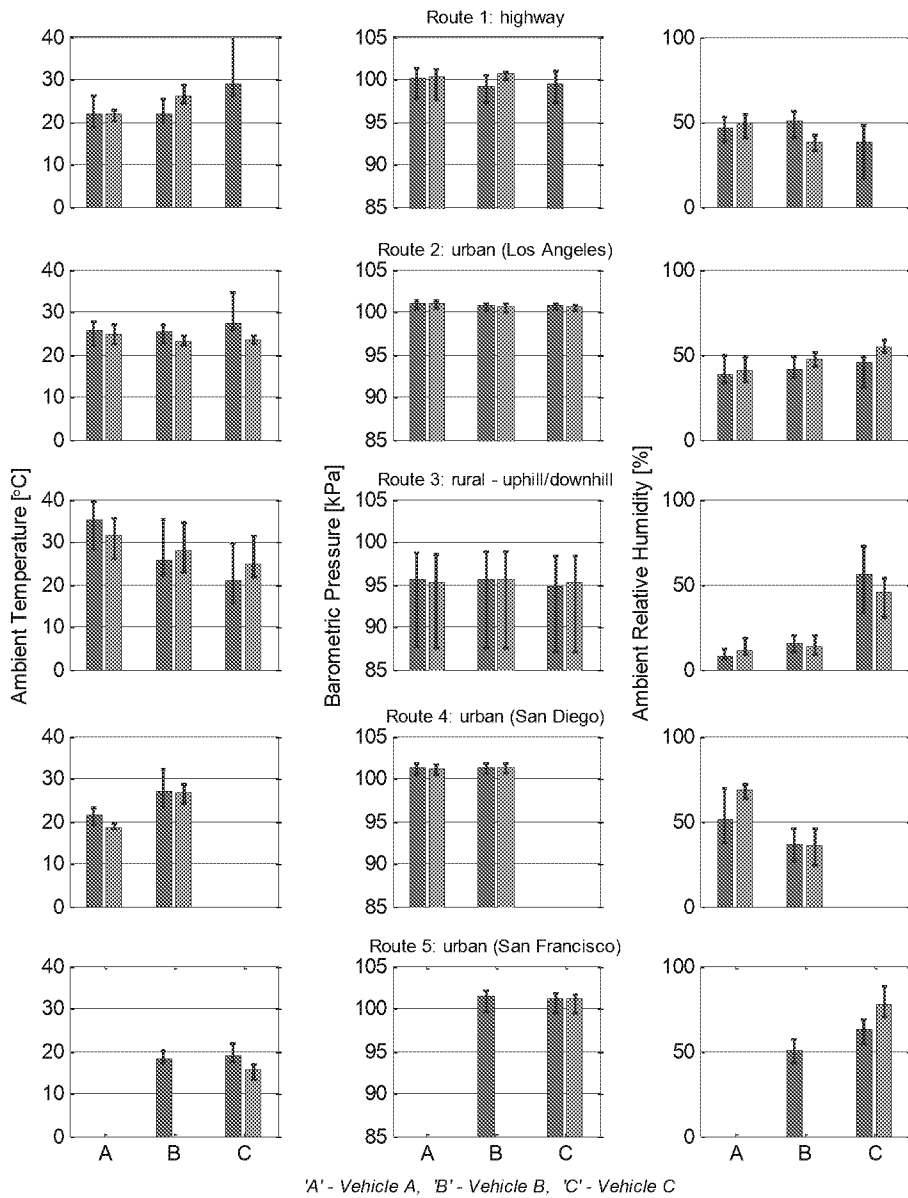 Route 1: highway
40 30 20 10 0
105 100 95 90 85
100 50 0
Route 2: urban (Los Angeles)
40 30 20 10 0
105 100 95 90 85
100 50 0
Ambient Temperature [°C]
Barometric Pressure [kPa]
Ambient Relative Humidity [%]
Route 3: rural - uphill/downhill
40 30 20 10 0
105 100 95 90 85
100 50 0
Route 4: urban (San Diego)
40 30 20 10 0
105 100 95 90 85
100 50 0
Route 5: urban (San Francisco)
40 30 20 10 0
105 100 95 90 85
100 50 0
A B C A B C A B C
'A' - Vehicle A, 'B' - Vehicle B, 'C' - Vehicle C